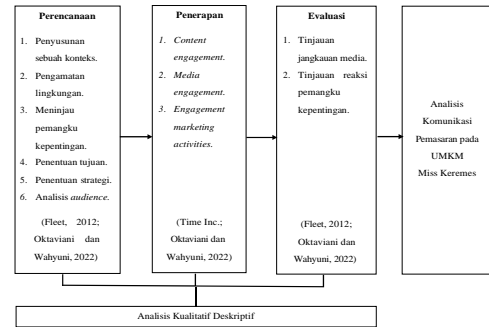 Perencanaan
1. Penyusunan
sebuah konteks.
2. Pengamatan
lingkungan.
3. Meninjau
pemangku
kepentingan.
4. Penentuan tujuan.
5. Penentuan strategi.
6. Analisis audience.
(Fleet, 2012;
Oktaviani dan
Wahyuni, 2022)
Penerapan
1. Content
engagement.
2. Media
engagement.
3. Engagement
marketing
activities.
(Time Inc.;
Oktaviani dan
Wahyuni, 2022)
Evaluasi
1. Tinjauan
jangkauan media.
2. Tinjauan reaksi
pemangku
kepentingan.
(Fleet, 2012;
Oktaviani dan
Wahyuni, 2022)
Analisis
Komunikasi
Pemasaran pada
UMKM
Miss Keremes
Analisis Kualitatif Deskriptif